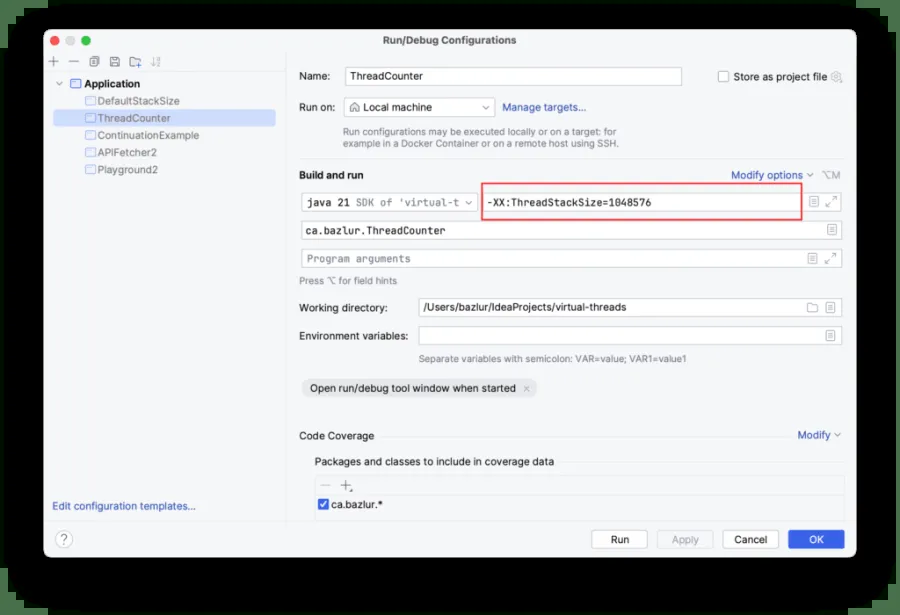 Run/Debug Configurations
Application
DefaultStackSize
ThreadCounter
ContinuationExample
APIFetcher2
Playground2
Edit configuration templates...
Name: ThreadCounter Store as project file
Run on: Local machine Manage targets...
Run configurations may be executed locally or on a target: for
example in a Docker Container or on a remote host using SSH.
Build and run Modify options ⌥M
java 21 SDK of 'virtual-t -XX:ThreadStackSize=1048576
ca.bazlur.ThreadCounter
Program arguments
Press ⌥ for field hints
Working directory: /Users/bazlur/IdeaProjects/virtual-threads
Environment variables:
Separate variables with semicolon: VAR=value; VAR1=value1
Open run/debug tool window when started ×
Code Coverage Modify
Packages and classes to include in coverage data
ca.bazlur.*
? Run Apply Cancel OK